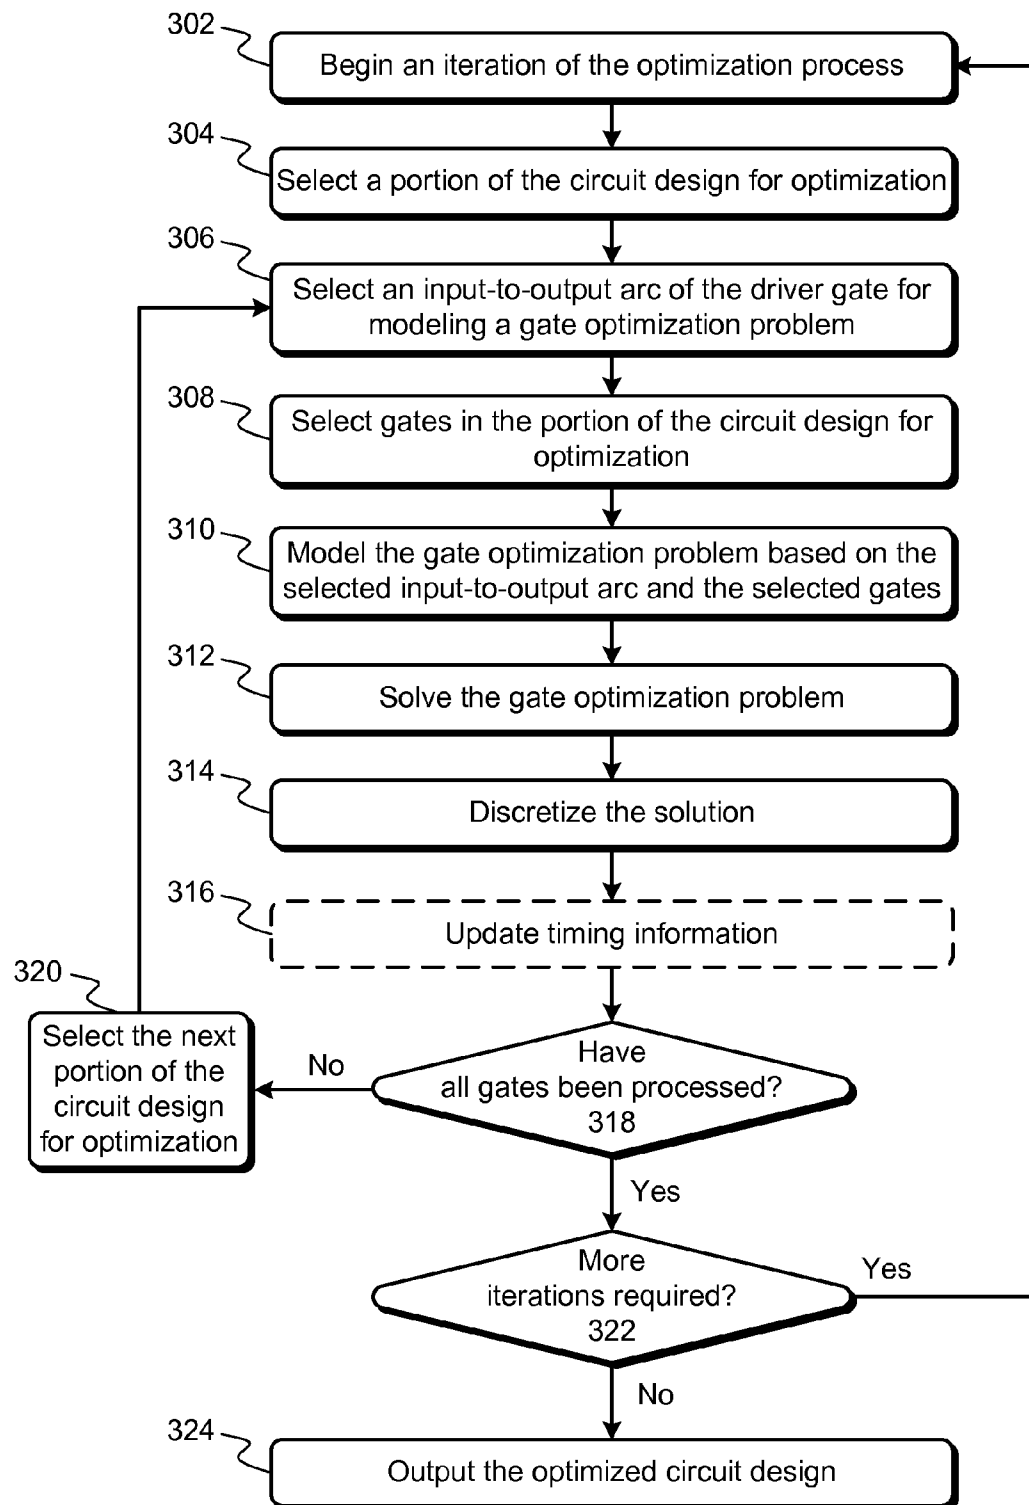 302
Begin an iteration of the optimization process
304
Select a portion of the circuit design for optimization
306
Select an input-to-output arc of the driver gate for
modeling a gate optimization problem
308
Select gates in the portion of the circuit design for
optimization
310
Model the gate optimization problem based on the
selected input-to-output arc and the selected gates
312
Solve the gate optimization problem
314
Discretize the solution
316
Update timing information
320
Select the next
portion of the
circuit design
for optimization
No
Have
all gates been processed?
318
Yes
More
iterations required?
322
Yes
No
324
Output the optimized circuit design